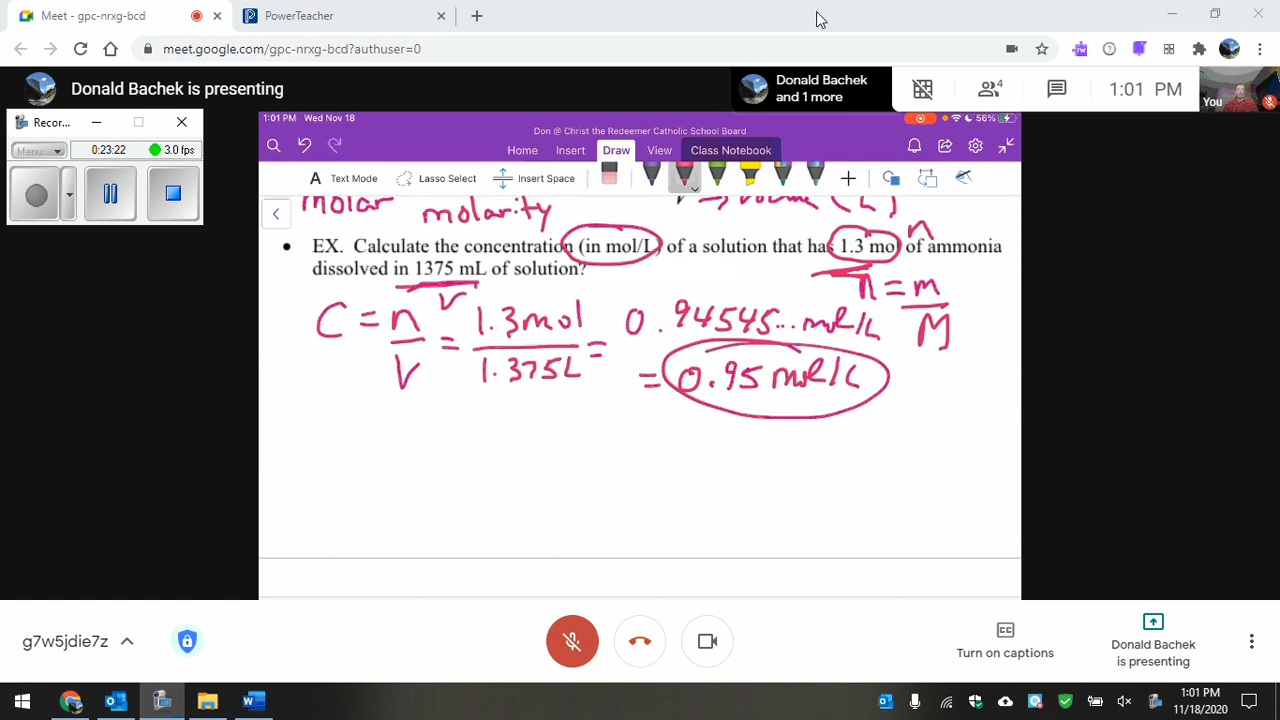 Meet - gpc-nrxg-bcd
PowerTeacher
meet.google.com/gpc-nrxg-bcd?authuser=0
Donald Bachek is presenting
Donald Bachek
and 1 more
1:01 PM
You
Recor...
Menu
0:23:22
3.0 fps
1:01 PM Wed Nov 18
56%
Don @ Christ the Redeemer Catholic School Board
Home Insert Draw View Class Notebook
A Text Mode Lasso Select Insert Space
molar molarity volume (L)
n
• EX. Calculate the concentration (in mol/L) of a solution that has 1.3 mol of ammonia
dissolved in 1375 mL of solution?
V
n = m
M
C = n = 1.3 mol = 0.94545... mol/L
V 1.375L
= 0.95 mol/L
g7w5jdie7z
CC
Turn on captions
Donald Bachek
is presenting
1:01 PM
11/18/2020